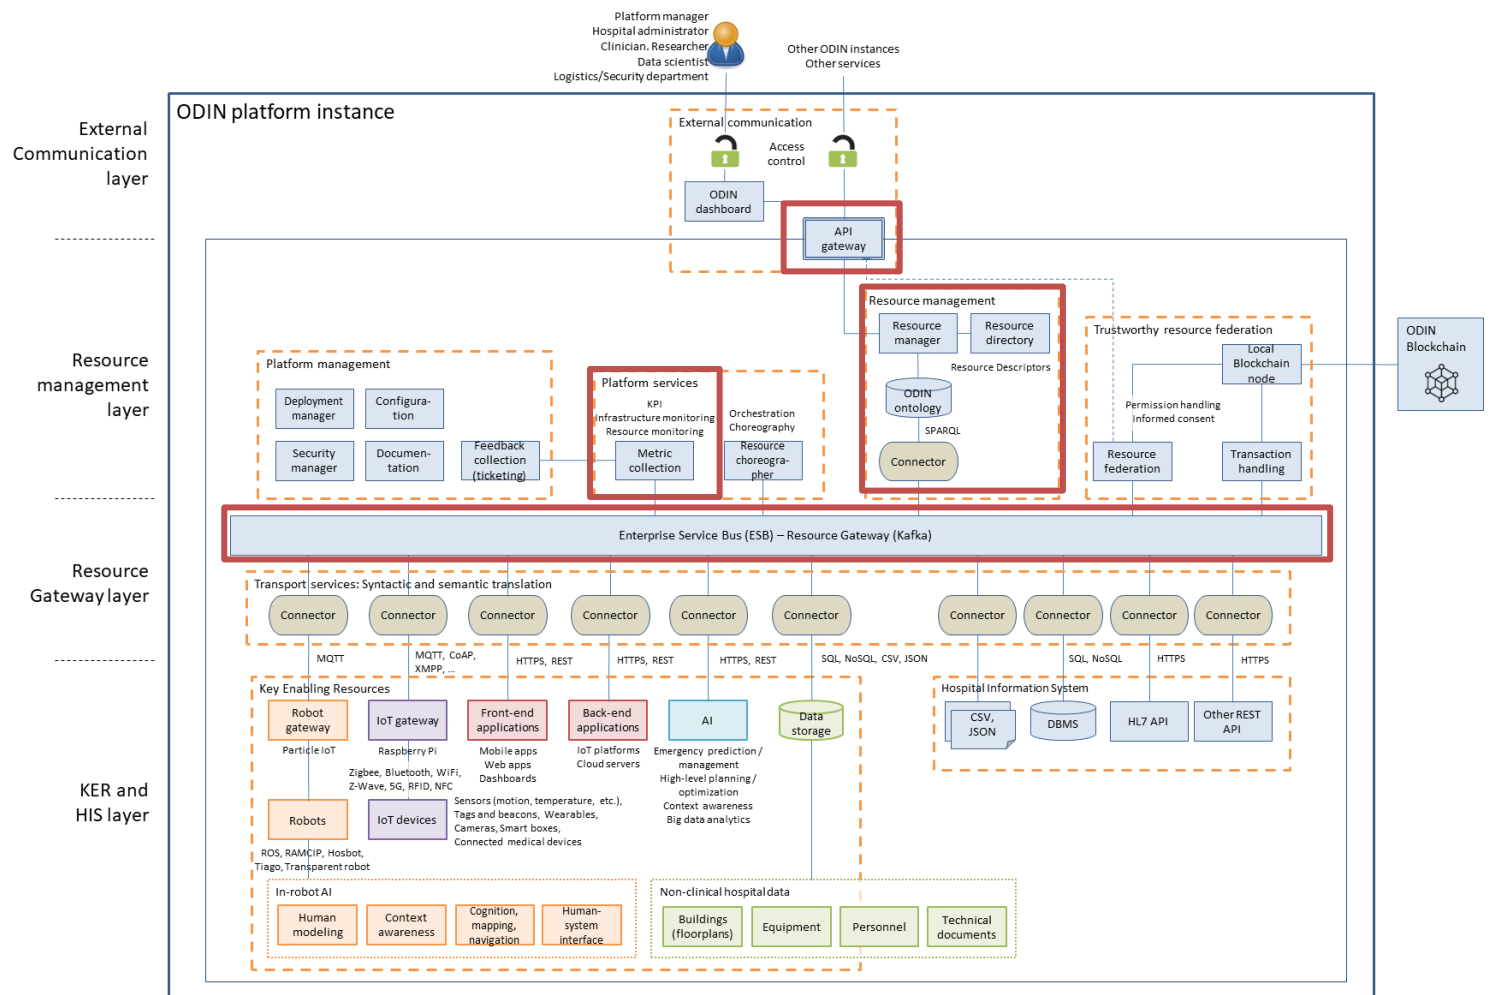 Platform manager
Hospital administrator
Clinician. Researcher
Data scientist
Logistics/Security department
Other ODIN instances
Other services
ODIN platform instance
External
Communication
layer
External communication
Access
control
ODIN
dashboard
API
gateway
Resource
management
layer
Platform management
Deployment
manager
Configura-
tion
Security
manager
Documen-
tation
Feedback
collection
(ticketing)
Platform services
KPI
Infrastructure monitoring
Resource monitoring
Metric
collection
Orchestration
Choreography
Resource
choreogra-
pher
Resource management
Resource
manager
Resource
directory
Resource Descriptors
ODIN
ontology
SPARQL
Connector
Trustworthy resource federation
Local
Blockchain
node
Permission handling
Informed consent
Resource
federation
Transaction
handling
ODIN
Blockchain
Enterprise Service Bus (ESB) – Resource Gateway (Kafka)
Resource
Gateway layer
Transport services: Syntactic and semantic translation
Connector
Connector
Connector
Connector
Connector
Connector
Connector
Connector
Connector
Connector
MQTT
MQTT, CoAP,
XMPP, ...
HTTPS, REST
HTTPS, REST
HTTPS, REST
SQL, NoSQL, CSV, JSON
SQL, NoSQL
HTTPS
HTTPS
KER and
HIS layer
Key Enabling Resources
Robot
gateway
Particle IoT
IoT gateway
Raspberry Pi
Zigbee, Bluetooth, WiFi,
Z-Wave, 5G, RFID, NFC
Front-end
applications
Mobile apps
Web apps
Dashboards
Back-end
applications
IoT platforms
Cloud servers
AI
Emergency prediction /
management
High-level planning /
optimization
Context awareness
Big data analytics
Data
storage
Hospital Information System
CSV,
JSON
DBMS
HL7 API
Other REST
API
Robots
ROS, RAMCIP, Hosbot,
Tiago, Transparent robot
IoT devices
Sensors (motion, temperature, etc.),
Tags and beacons, Wearables,
Cameras, Smart boxes,
Connected medical devices
In-robot AI
Human
modeling
Context
awareness
Cognition,
mapping,
navigation
Human-
system
interface
Non-clinical hospital data
Buildings
(floorplans)
Equipment
Personnel
Technical
documents